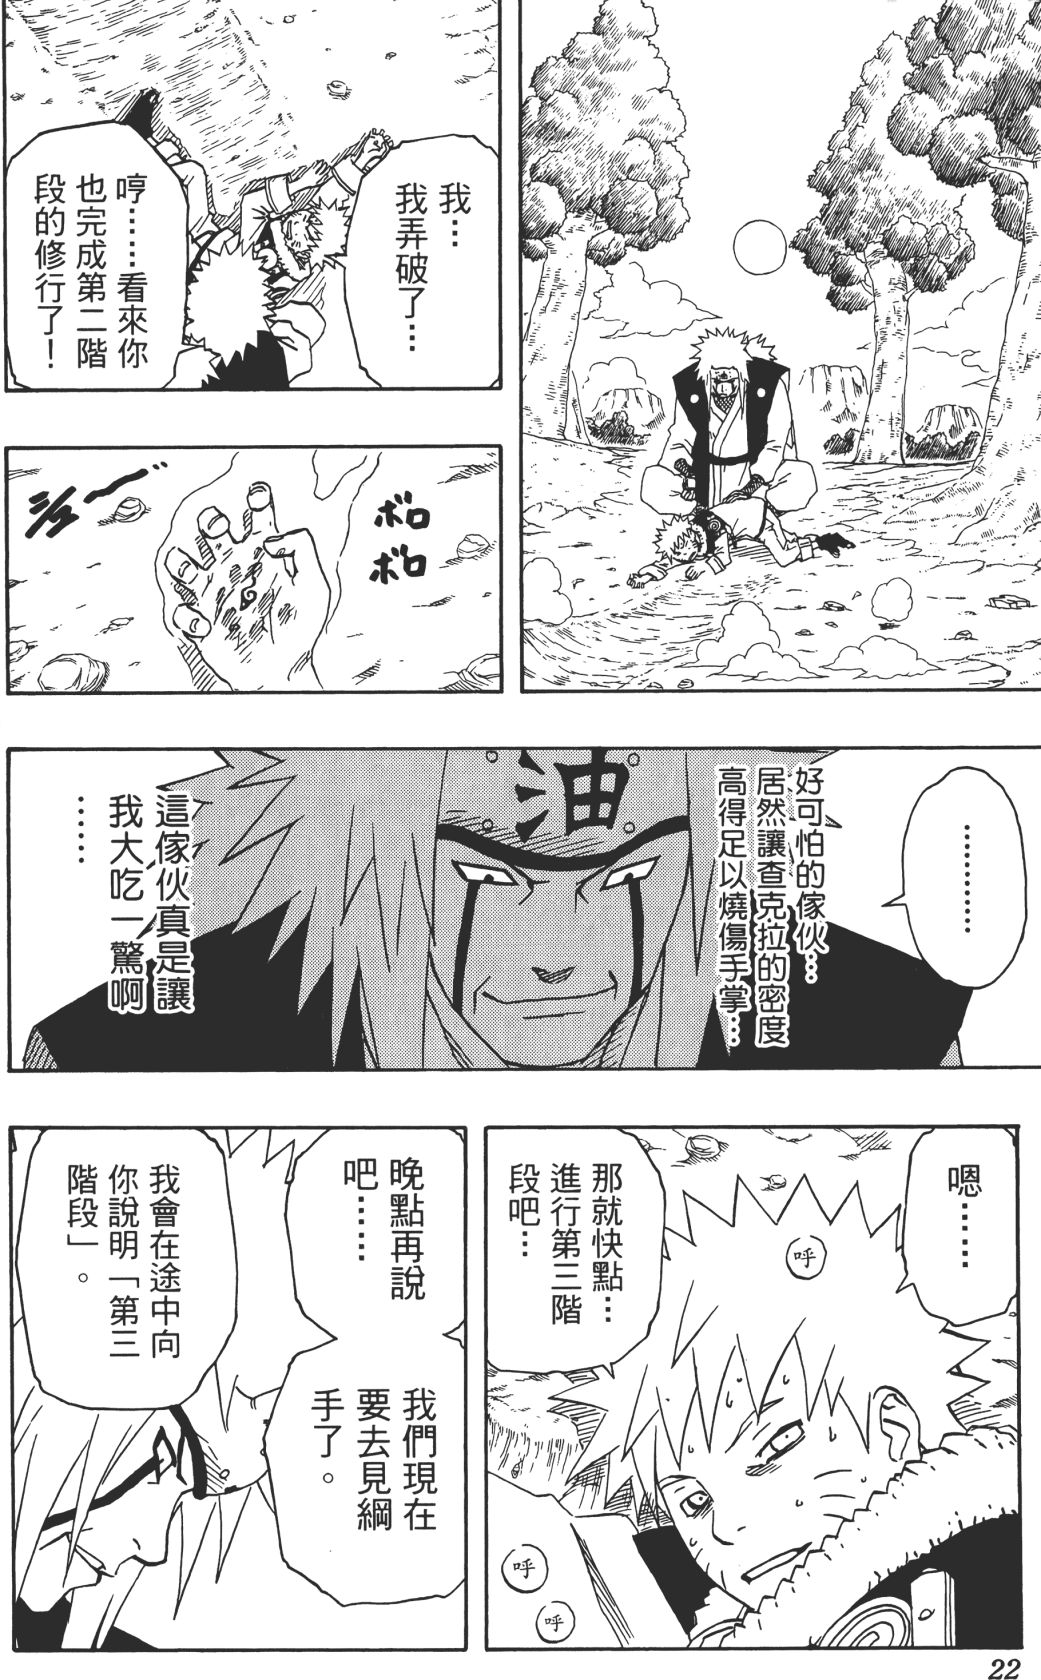 我…
我弄破了…
哼……看來你
也完成第二階
段的修行了！
ボロ
ボロ
ジュー
…………
好可怕的傢伙…
居然讓查克拉的密度
高得足以燒傷手掌…
油
這傢伙真是讓
我大吃一驚啊
……
嗯……
呼
那就快點…
進行第三階
段吧…
呼
呼
晚點再說
吧……
我們現在
要去見綱
手了。
我會在途中向
你說明「第三
階段」。
22